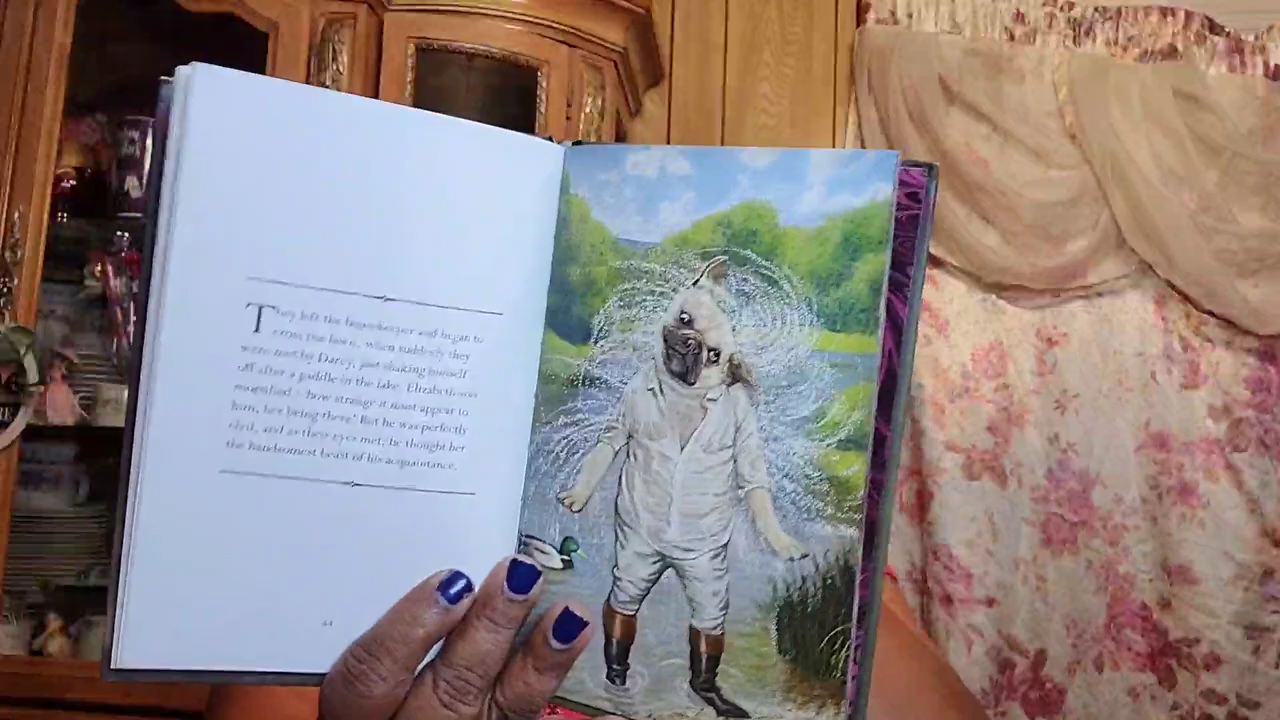 They left the housekeeper and began to
cross the lawn, when suddenly they
were met by Darcy, just shaking himself
off after a paddle in the lake. Elizabeth was
mortified – 'how strange it must appear to
him, her being there!' But he was perfectly
civil, and as their eyes met, he thought her
the handsomest beast of his acquaintance.
44